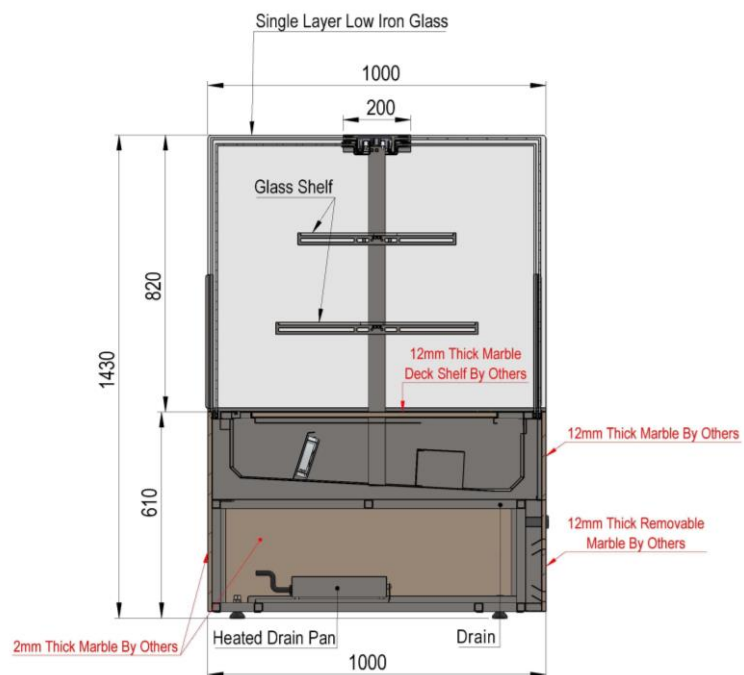 Single Layer Low Iron Glass
1000
200
Glass Shelf
820
1430
12mm Thick Marble
Deck Shelf By Others
12mm Thick Marble By Others
610
12mm Thick Removable
Marble By Others
Heated Drain Pan
Drain
2mm Thick Marble By Others
1000